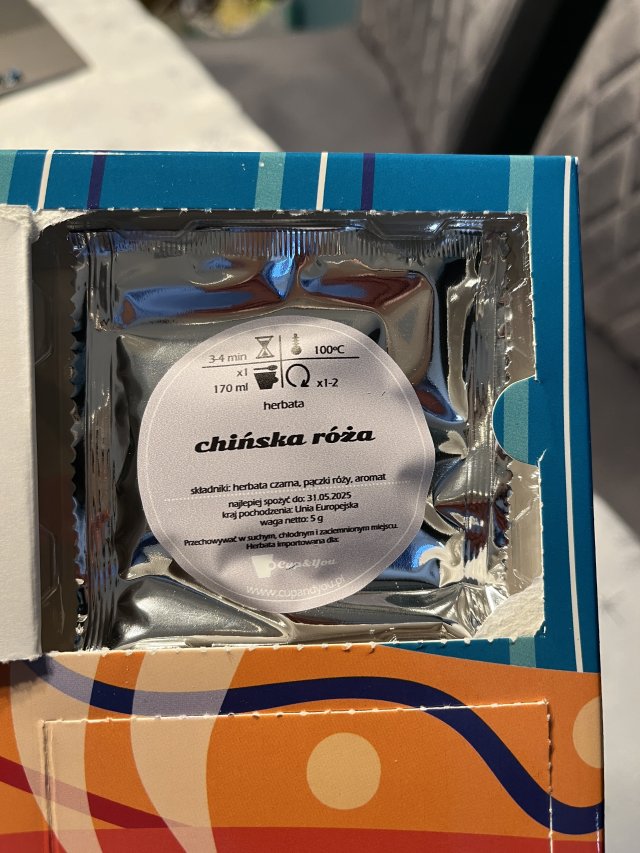 3-4 min 100°C
x1
170 ml x1-2
herbata
chińska róża
składniki: herbata czarna, pączki róży, aromat
najlepiej spożyć do: 31.05.2025
kraj pochodzenia: Unia Europejska
waga netto: 5 g
Przechowywać w suchym, chłodnym i zaciemnionym miejscu.
Herbata importowana dla:
Cup&You
www.cupandyou.pl